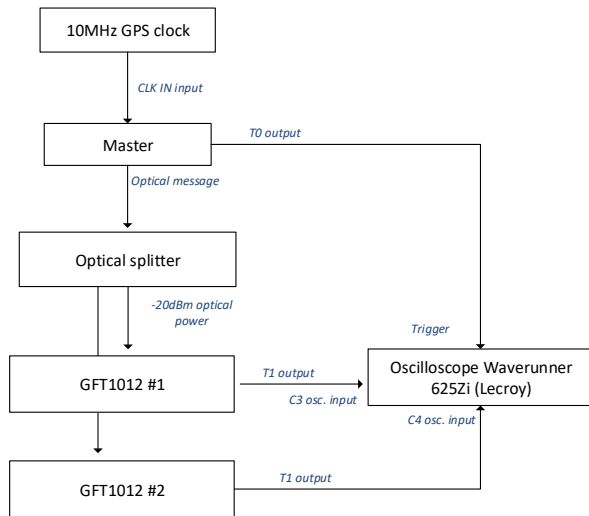 10MHz GPS clock
CLK IN input
Master
T0 output
Optical message
Optical splitter
-20dBm optical
power
Trigger
GFT1012 #1
T1 output
C3 osc. input
Oscilloscope Waverunner
625Zi (Lecroy)
C4 osc. input
GFT1012 #2
T1 output